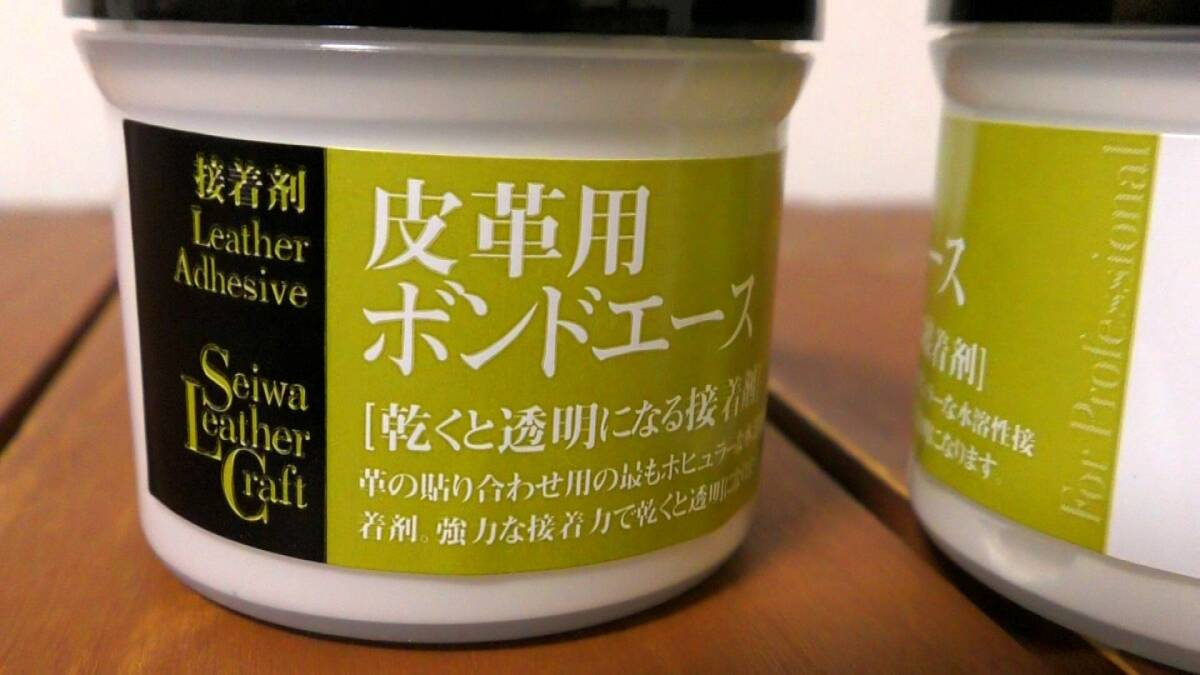 接着剤
Leather
Adhesive
Seiwa
Leather
Craft
皮革用
ボンドエース
[乾くと透明になる接着剤
革の貼り合わせ用の最もポピュラーな水
着剤。強力な接着力で乾くと透明に
ース
着剤]
ラーな水溶性接
になります。
For Professional